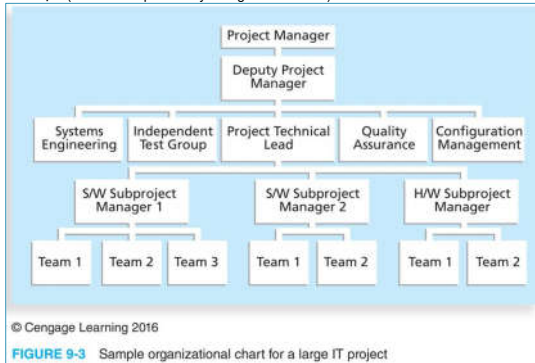 Project Manager
Deputy Project
Manager
Systems
Engineering
Independent
Test Group
Project Technical
Lead
Quality
Assurance
Configuration
Management
S/W Subproject
Manager 1
S/W Subproject
Manager 2
H/W Subproject
Manager
Team 1
Team 2
Team 3
Team 1
Team 2
Team 1
Team 2
© Cengage Learning 2016
FIGURE 9-3 Sample organizational chart for a large IT project